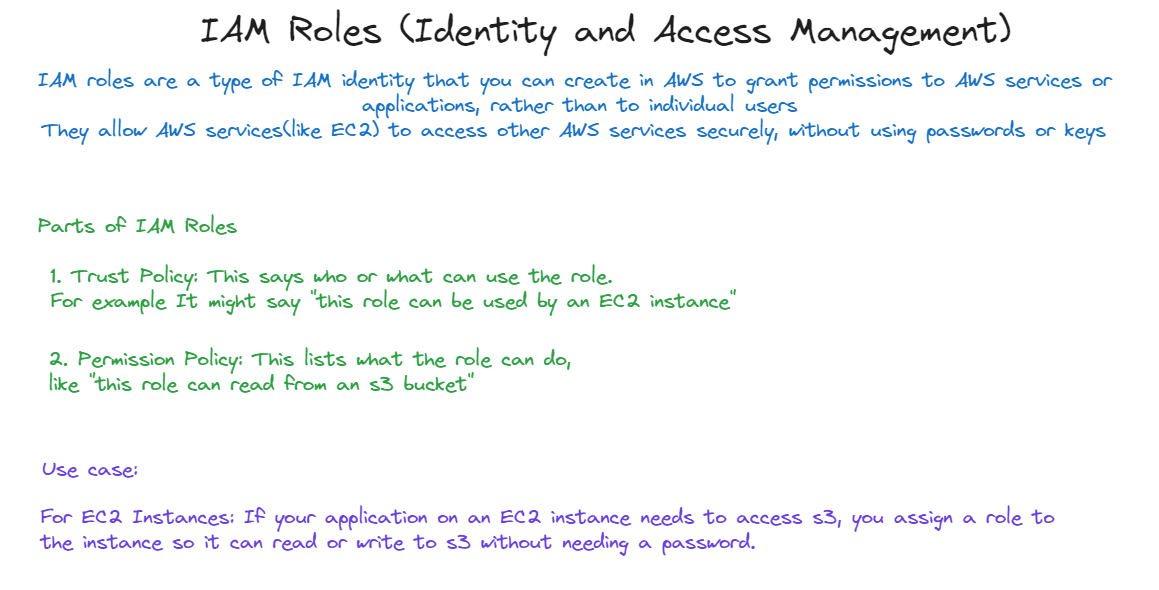 IAM Roles (Identity and Access Management)
IAM roles are a type of IAM identity that you can create in AWS to grant permissions to AWS services or
applications, rather than to individual users
They allow AWS services(like EC2) to access other AWS services securely, without using passwords or keys
Parts of IAM Roles
1. Trust Policy: This says who or what can use the role.
For example It might say "this role can be used by an EC2 instance"
2. Permission Policy: This lists what the role can do,
like "this role can read from an s3 bucket"
Use case:
For EC2 Instances: If your application on an EC2 instance needs to access s3, you assign a role to
the instance so it can read or write to s3 without needing a password.